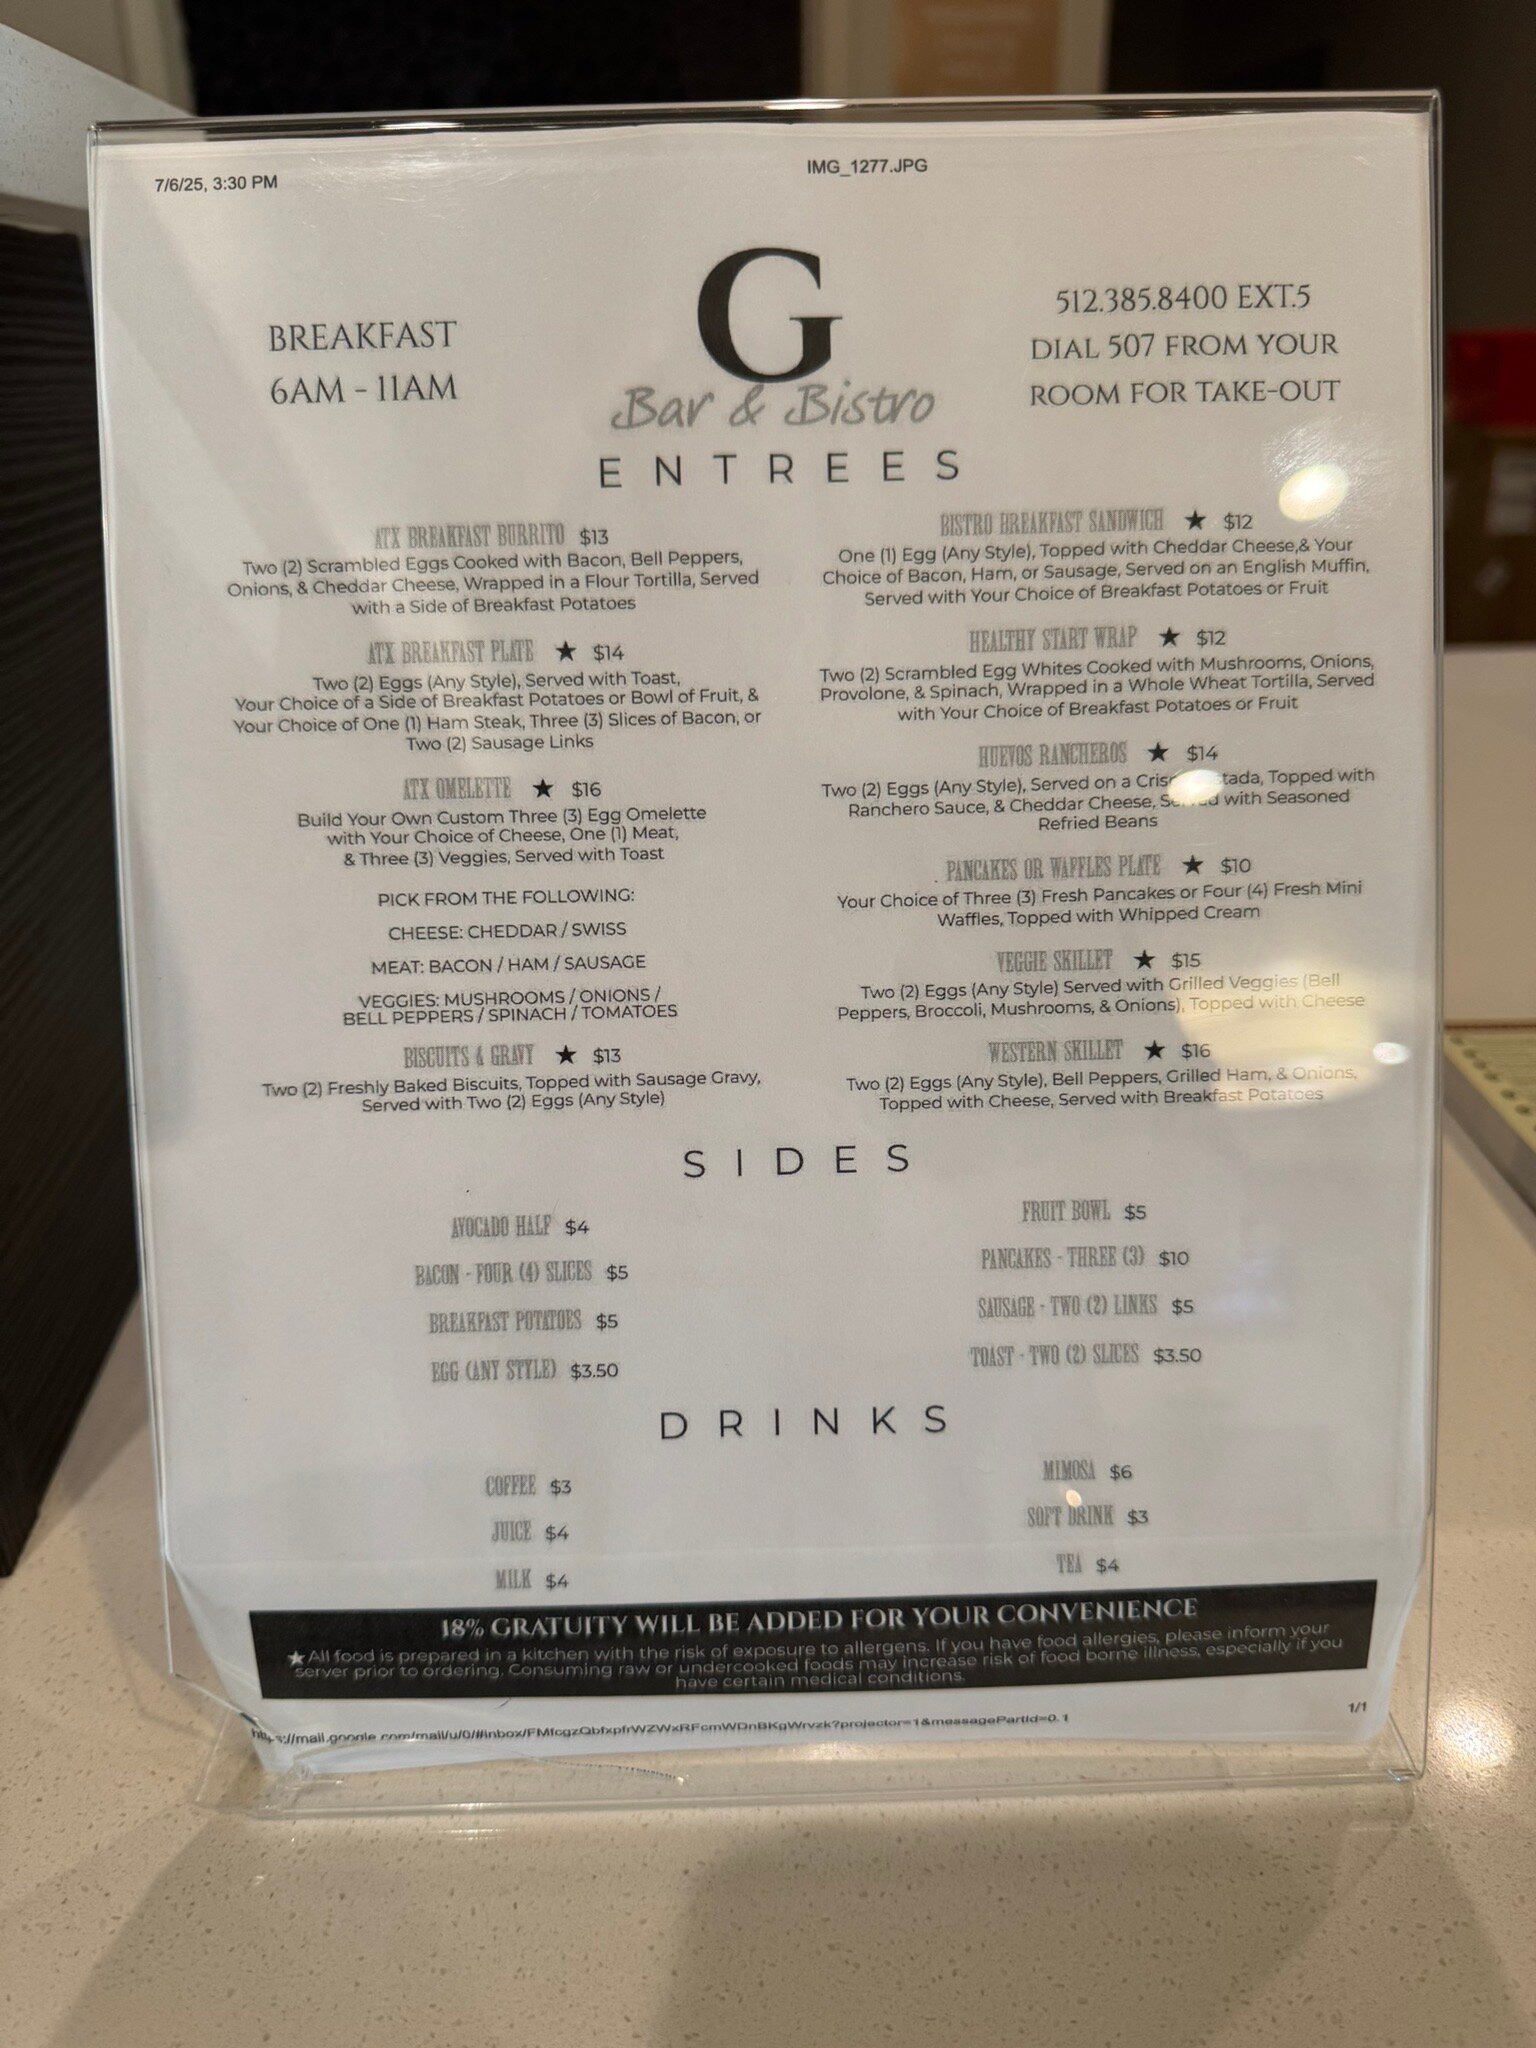 7/6/25, 3:30 PM
IMG_1277.JPG
BREAKFAST
6AM - 11AM
G
Bar & Bistro
512.385.8400 EXT.5
DIAL 507 FROM YOUR
ROOM FOR TAKE-OUT
ENTREES
ATX BREAKFAST BURRITO $13
Two (2) Scrambled Eggs Cooked with Bacon, Bell Peppers,
Onions, & Cheddar Cheese, Wrapped in a Flour Tortilla, Served
with a Side of Breakfast Potatoes
ATX BREAKFAST PLATE ★ $14
Two (2) Eggs (Any Style), Served with Toast,
Your Choice of a Side of Breakfast Potatoes or Bowl of Fruit, &
Your Choice of One (1) Ham Steak, Three (3) Slices of Bacon, or
Two (2) Sausage Links
ATX OMELETTE ★ $16
Build Your Own Custom Three (3) Egg Omelette
with Your Choice of Cheese, One (1) Meat,
& Three (3) Veggies, Served with Toast
PICK FROM THE FOLLOWING:
CHEESE: CHEDDAR / SWISS
MEAT: BACON / HAM / SAUSAGE
VEGGIES: MUSHROOMS / ONIONS /
BELL PEPPERS / SPINACH / TOMATOES
BISCUITS & GRAVY ★ $13
Two (2) Freshly Baked Biscuits, Topped with Sausage Gravy,
Served with Two (2) Eggs (Any Style)
BISTRO BREAKFAST SANDWICH ★ $12
One (1) Egg (Any Style), Topped with Cheddar Cheese,& Your
Choice of Bacon, Ham, or Sausage, Served on an English Muffin,
Served with Your Choice of Breakfast Potatoes or Fruit
HEALTHY START WRAP ★ $12
Two (2) Scrambled Egg Whites Cooked with Mushrooms, Onions,
Provolone, & Spinach, Wrapped in a Whole Wheat Tortilla, Served
with Your Choice of Breakfast Potatoes or Fruit
HUEVOS RANCHEROS ★ $14
Two (2) Eggs (Any Style), Served on a Topped with
Ranchero Sauce, & Cheddar Cheese, Served with Seasoned
Refried Beans
PANCAKES OR WAFFLES PLATE ★ $10
Your Choice of Three (3) Fresh Pancakes or Four (4) Fresh Mini
Waffles, Topped with Whipped Cream
VEGGIE SKILLET ★ $15
Two (2) Eggs (Any Style) Served with Grilled Veggies (Bell
Peppers, Broccoli, Mushrooms, & Onions), Topped with Cheese
WESTERN SKILLET ★ $16
Two (2) Eggs (Any Style), Bell Peppers, Grilled Ham, & Onions,
Topped with Cheese, Served with Breakfast Potatoes
SIDES
AVOCADO HALF $4
BACON - FOUR (4) SLICES $5
BREAKFAST POTATOES $5
EGG (ANY STYLE) $3.50
FRUIT BOWL $5
PANCAKES - THREE (3) $10
SAUSAGE - TWO (2) LINKS $5
TOAST - TWO (2) SLICES $3.50
DRINKS
COFFEE $3
JUICE $4
MILK $4
MIMOSA $6
SOFT DRINK $3
TEA $4
18% GRATUITY WILL BE ADDED FOR YOUR CONVENIENCE
★All food is prepared in a kitchen with the risk of exposure to allergens. If you have food allergies, please inform your
server prior to ordering. Consuming raw or undercooked foods may increase risk of food borne illness, especially if you
have certain medical conditions.
1/1